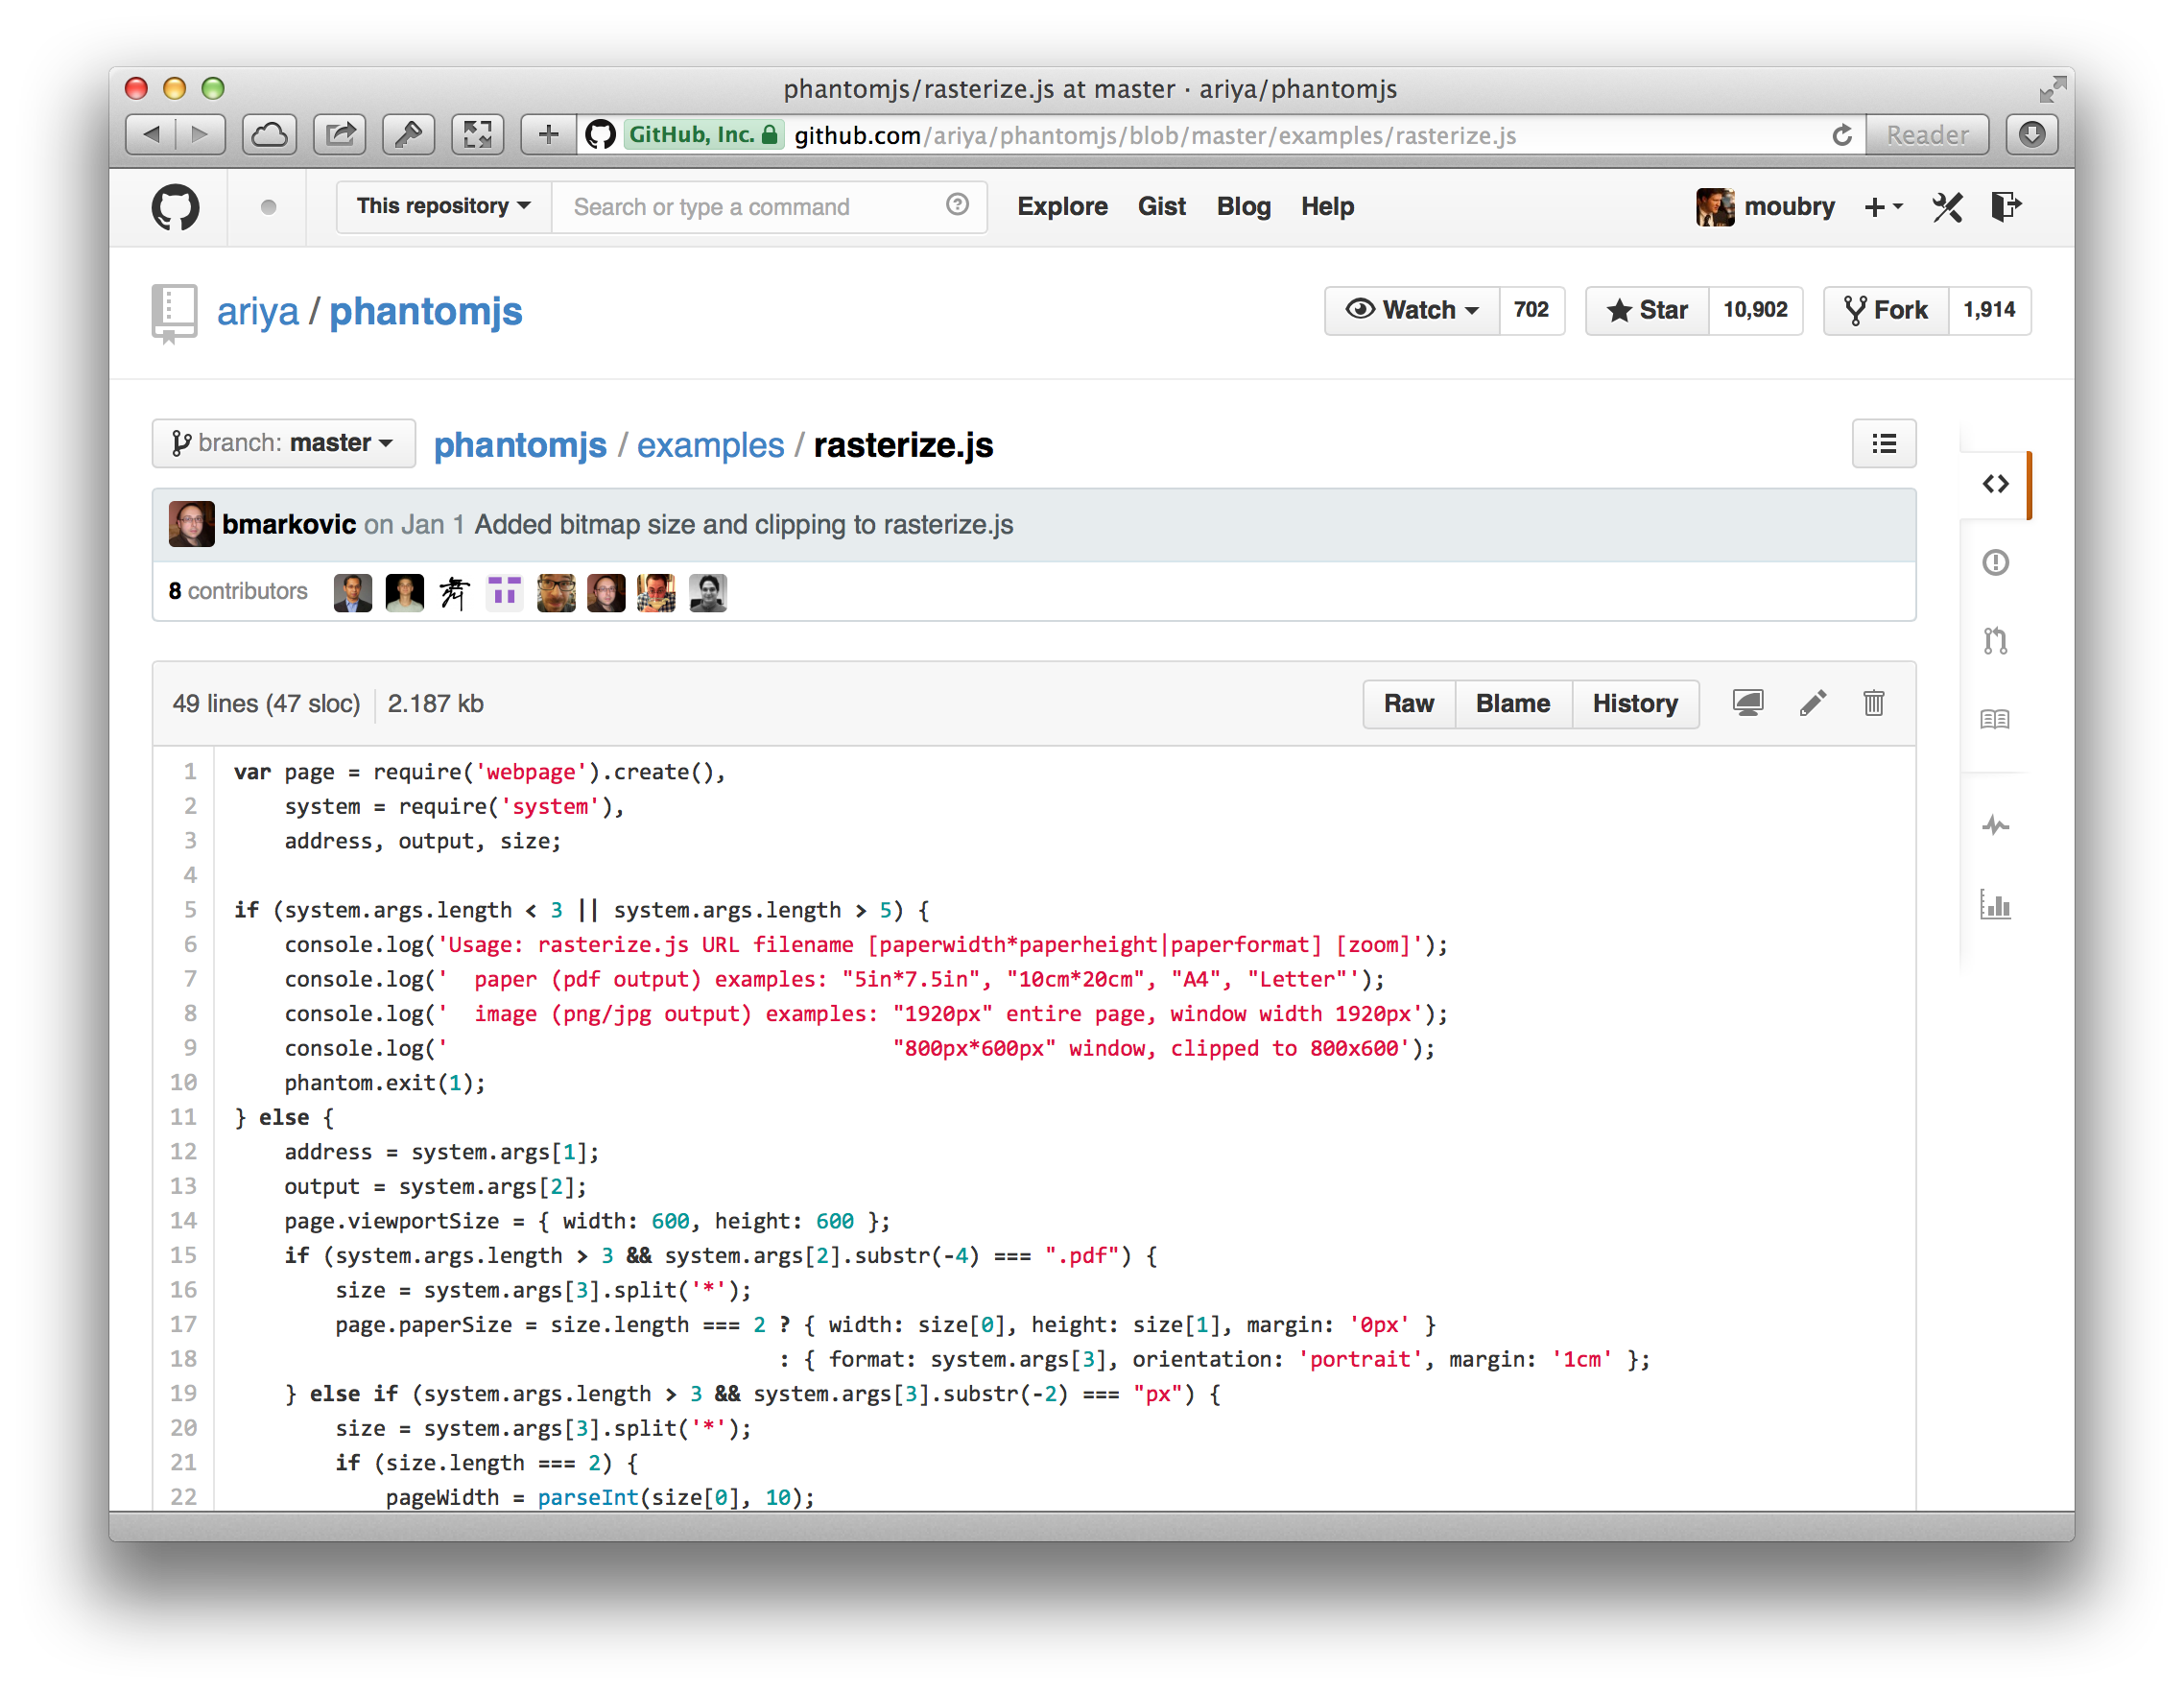 phantomjs/rasterize.js at master · ariya/phantomjs
GitHub, Inc. github.com/ariya/phantomjs/blob/master/examples/rasterize.js Reader
This repository Search or type a command Explore Gist Blog Help moubry
ariya / phantomjs Watch 702 Star 10,902 Fork 1,914
branch: master phantomjs / examples / rasterize.js
bmarkovic on Jan 1 Added bitmap size and clipping to rasterize.js
8 contributors
49 lines (47 sloc) 2.187 kb Raw Blame History
1 var page = require('webpage').create(),
2     system = require('system'),
3     address, output, size;
4
5 if (system.args.length < 3 || system.args.length > 5) {
6     console.log('Usage: rasterize.js URL filename [paperwidth*paperheight|paperformat] [zoom]');
7     console.log('  paper (pdf output) examples: "5in*7.5in", "10cm*20cm", "A4", "Letter"');
8     console.log('  image (png/jpg output) examples: "1920px" entire page, window width 1920px');
9     console.log('                                   "800px*600px" window, clipped to 800x600');
10     phantom.exit(1);
11 } else {
12     address = system.args[1];
13     output = system.args[2];
14     page.viewportSize = { width: 600, height: 600 };
15     if (system.args.length > 3 && system.args[2].substr(-4) === ".pdf") {
16         size = system.args[3].split('*');
17         page.paperSize = size.length === 2 ? { width: size[0], height: size[1], margin: '0px' }
18                                            : { format: system.args[3], orientation: 'portrait', margin: '1cm' };
19     } else if (system.args.length > 3 && system.args[3].substr(-2) === "px") {
20         size = system.args[3].split('*');
21         if (size.length === 2) {
22             pageWidth = parseInt(size[0], 10);